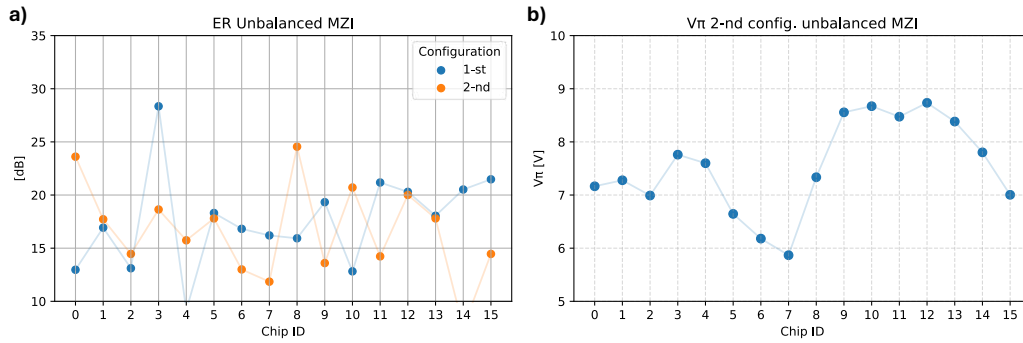 a)
ER Unbalanced MZI
[dB]
35
30
25
20
15
10
Configuration
1-st
2-nd
0 1 2 3 4 5 6 7 8 9 10 11 12 13 14 15
Chip ID
b)
Vπ 2-nd config. unbalanced MZI
Vπ [V]
10
9
8
7
6
5
0 1 2 3 4 5 6 7 8 9 10 11 12 13 14 15
Chip ID